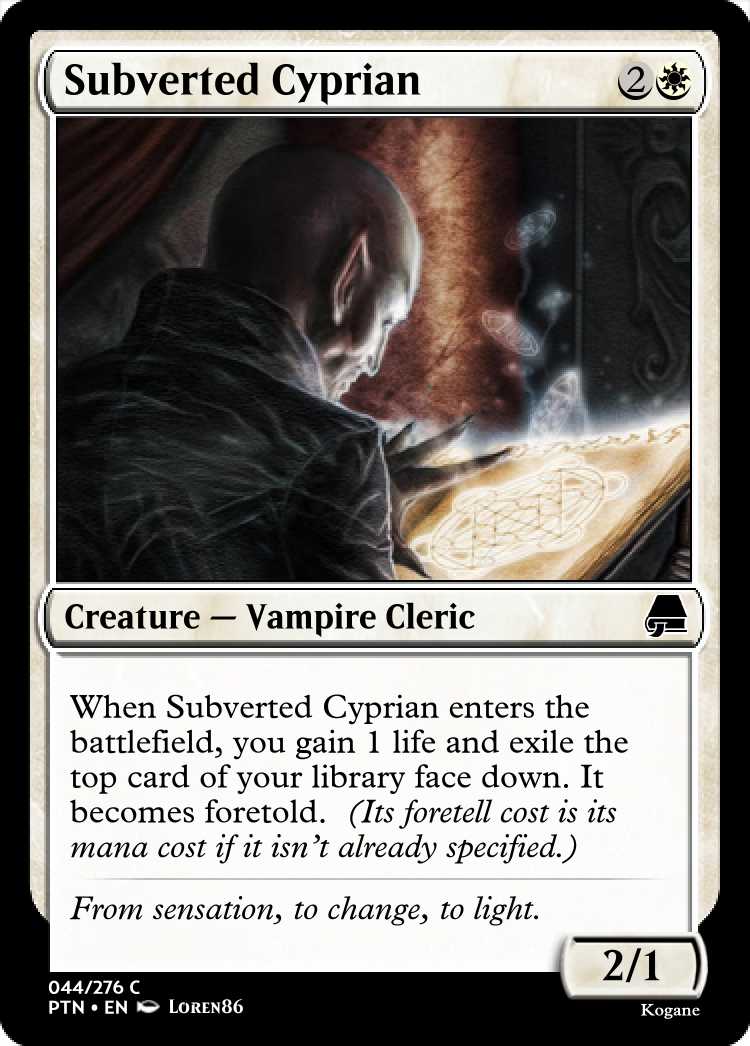 Subverted Cyprian 2
Creature — Vampire Cleric
When Subverted Cyprian enters the
battlefield, you gain 1 life and exile the
top card of your library face down. It
becomes foretold. (Its foretell cost is its
mana cost if it isn't already specified.)
From sensation, to change, to light.
2/1
044/276 C
PTN • EN LOREN86
Kogane